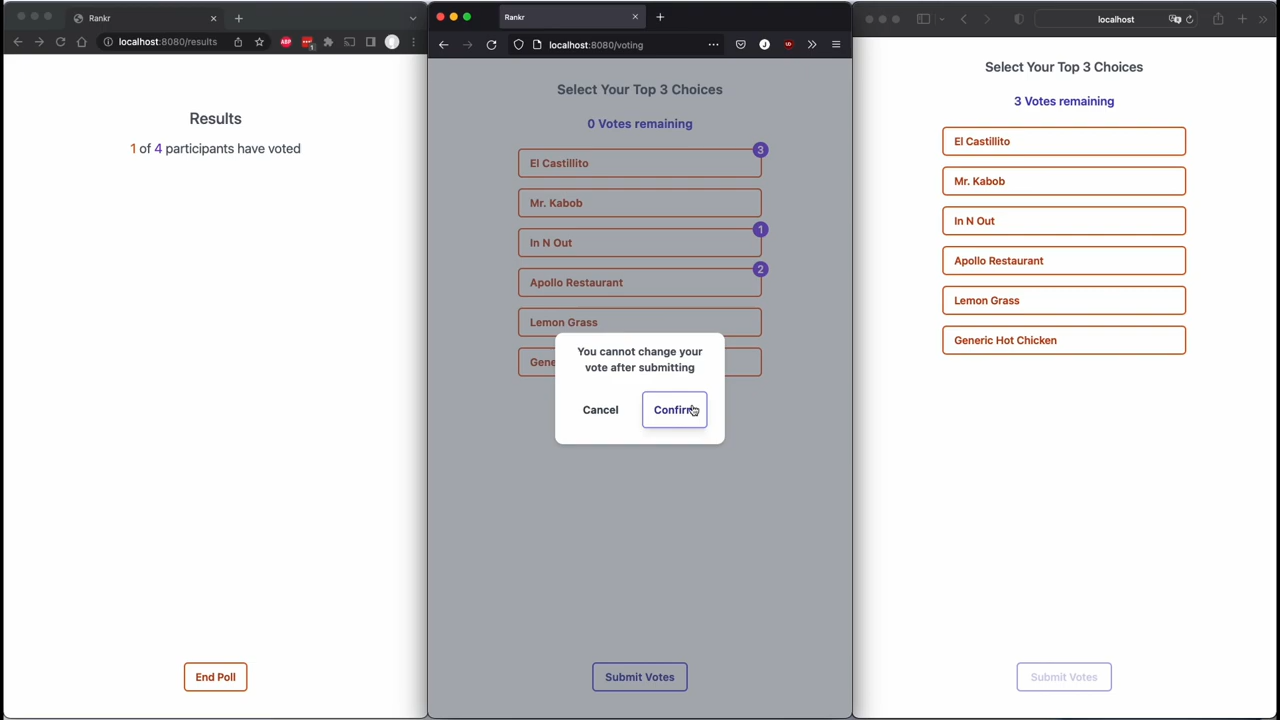 Rankr
localhost:8080/results
ABP
1
Results
1 of 4 participants have voted
End Poll
Rankr
localhost:8080/voting
J
Select Your Top 3 Choices
0 Votes remaining
3
El Castillito
Mr. Kabob
1
In N Out
2
Apollo Restaurant
Lemon Grass
Gene
You cannot change your
vote after submitting
Cancel
Confirm
Submit Votes
localhost
Select Your Top 3 Choices
3 Votes remaining
El Castillito
Mr. Kabob
In N Out
Apollo Restaurant
Lemon Grass
Generic Hot Chicken
Submit Votes